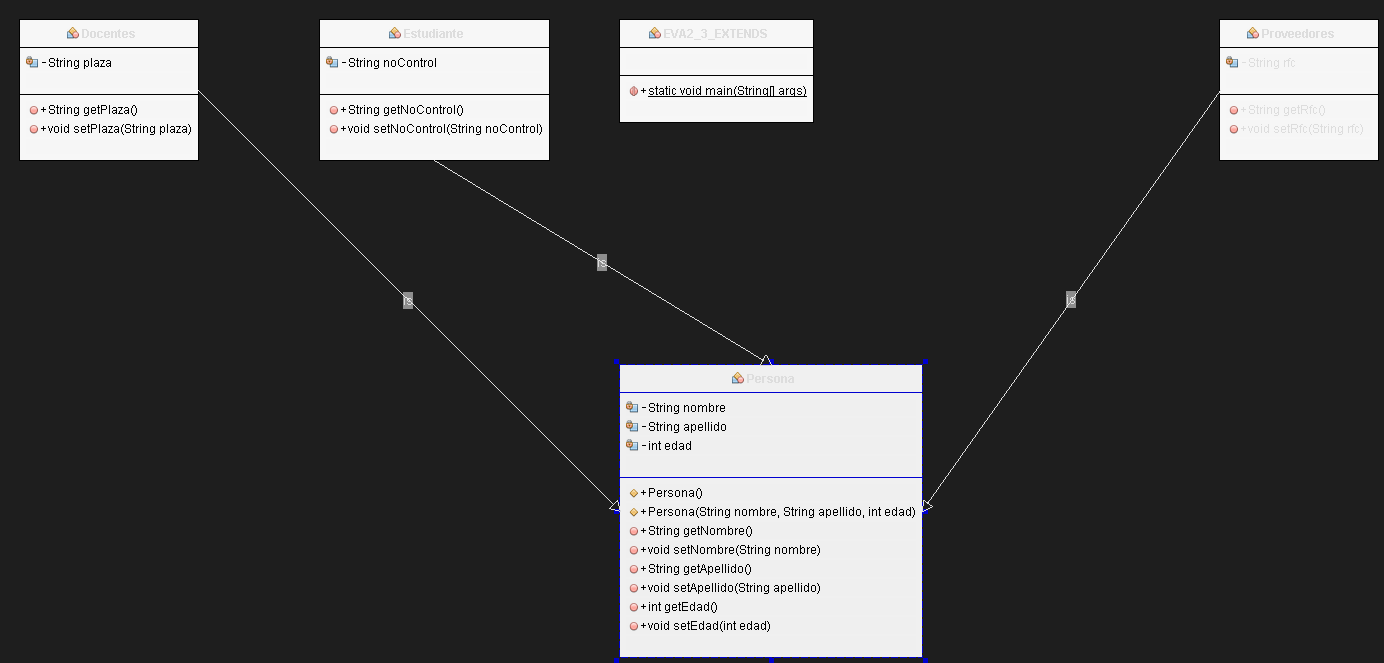 Docentes
-String plaza
+String getPlaza()
+void setPlaza(String plaza)
Estudiante
-String noControl
+String getNoControl()
+void setNoControl(String noControl)
EVA2_3_EXTENDS
+static void main(String[] args)
Proveedores
-String rfc
+String getRfc()
+void setRfc(String rfc)
is
is
is
Persona
-String nombre
-String apellido
-int edad
+Persona()
+Persona(String nombre, String apellido, int edad)
+String getNombre()
+void setNombre(String nombre)
+String getApellido()
+void setApellido(String apellido)
+int getEdad()
+void setEdad(int edad)